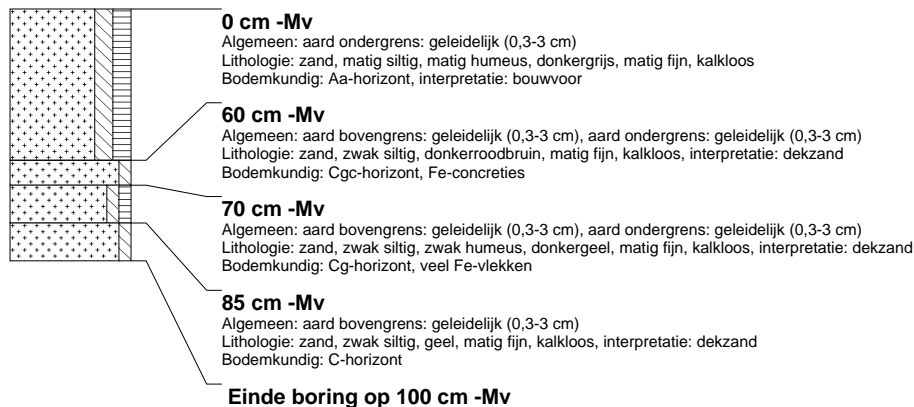 0 cm -Mv
Algemeen: aard ondergrens: geleidelijk (0,3-3 cm)
Lithologie: zand, matig siltig, matig humeus, donkergrijs, matig fijn, kalkloos
Bodemkundig: Aa-horizont, interpretatie: bouwvoor
60 cm -Mv
Algemeen: aard bovengrens: geleidelijk (0,3-3 cm), aard ondergrens: geleidelijk (0,3-3 cm)
Lithologie: zand, zwak siltig, donkerroodbruin, matig fijn, kalkloos, interpretatie: dekzand
Bodemkundig: Cgc-horizont, Fe-concreties
70 cm -Mv
Algemeen: aard bovengrens: geleidelijk (0,3-3 cm), aard ondergrens: geleidelijk (0,3-3 cm)
Lithologie: zand, zwak siltig, zwak humeus, donkergeel, matig fijn, kalkloos, interpretatie: dekzand
Bodemkundig: Cg-horizont, veel Fe-vlekken
85 cm -Mv
Algemeen: aard bovengrens: geleidelijk (0,3-3 cm)
Lithologie: zand, zwak siltig, geel, matig fijn, kalkloos, interpretatie: dekzand
Bodemkundig: C-horizont
Einde boring op 100 cm -Mv